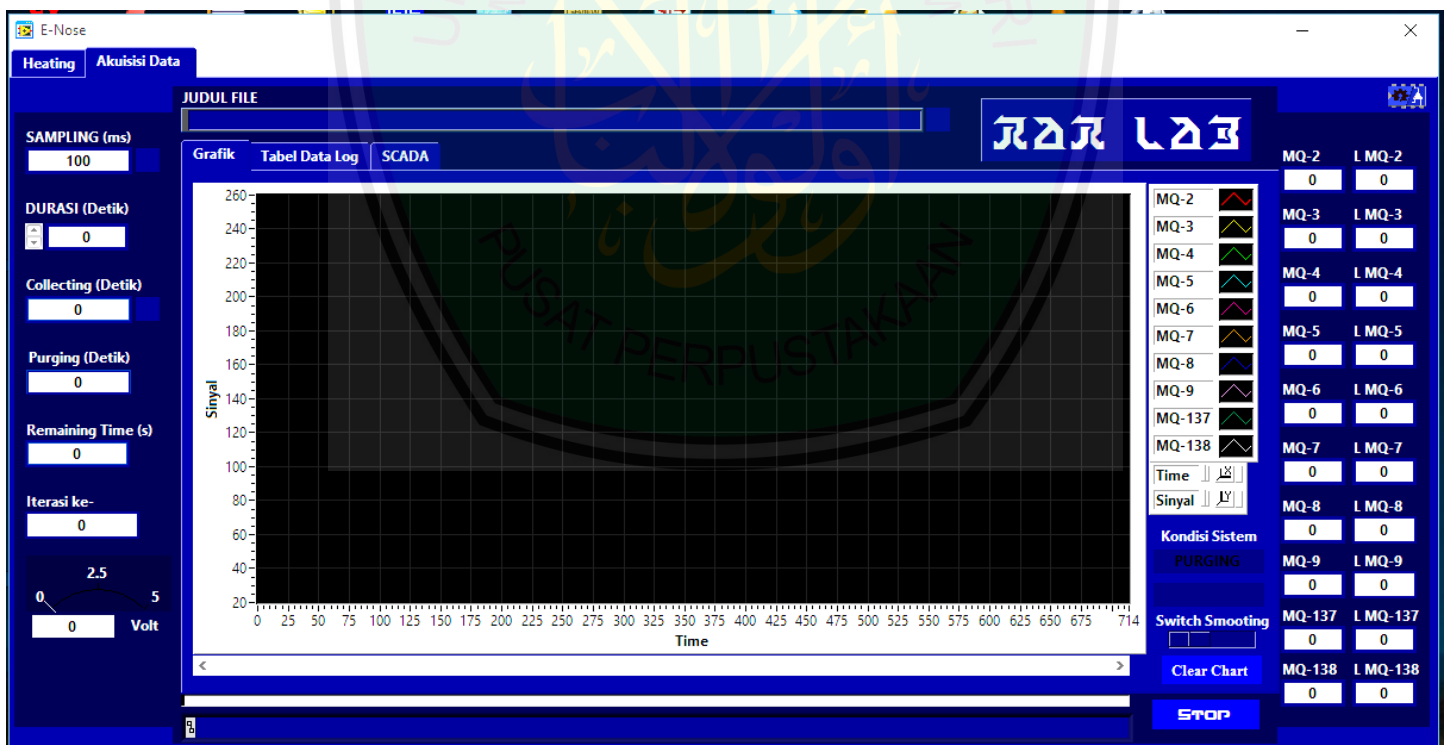 E-Nose
Heating
Akuisisi Data
JUDUL FILE
RAR LAB
SAMPLING (ms)
100
DURASI (Detik)
0
Collecting (Detik)
0
Purging (Detik)
0
Remaining Time (s)
0
Iterasi ke-
0
0 2.5 5
0 Volt
Grafik
Tabel Data Log
SCADA
Sinyal
260
240
220
200
180
160
140
120
100
80
60
40
20
0 25 50 75 100 125 150 175 200 225 250 275 300 325 350 375 400 425 450 475 500 525 550 575 600 625 650 675 714
Time
PUSAT PERPUSTAKAAN
MQ-2
MQ-3
MQ-4
MQ-5
MQ-6
MQ-7
MQ-8
MQ-9
MQ-137
MQ-138
Time
Sinyal
Kondisi Sistem
PURGING
Switch Smooting
Clear Chart
STOP
MQ-2 L MQ-2
0 0
MQ-3 L MQ-3
0 0
MQ-4 L MQ-4
0 0
MQ-5 L MQ-5
0 0
MQ-6 L MQ-6
0 0
MQ-7 L MQ-7
0 0
MQ-8 L MQ-8
0 0
MQ-9 L MQ-9
0 0
MQ-137 L MQ-137
0 0
MQ-138 L MQ-138
0 0